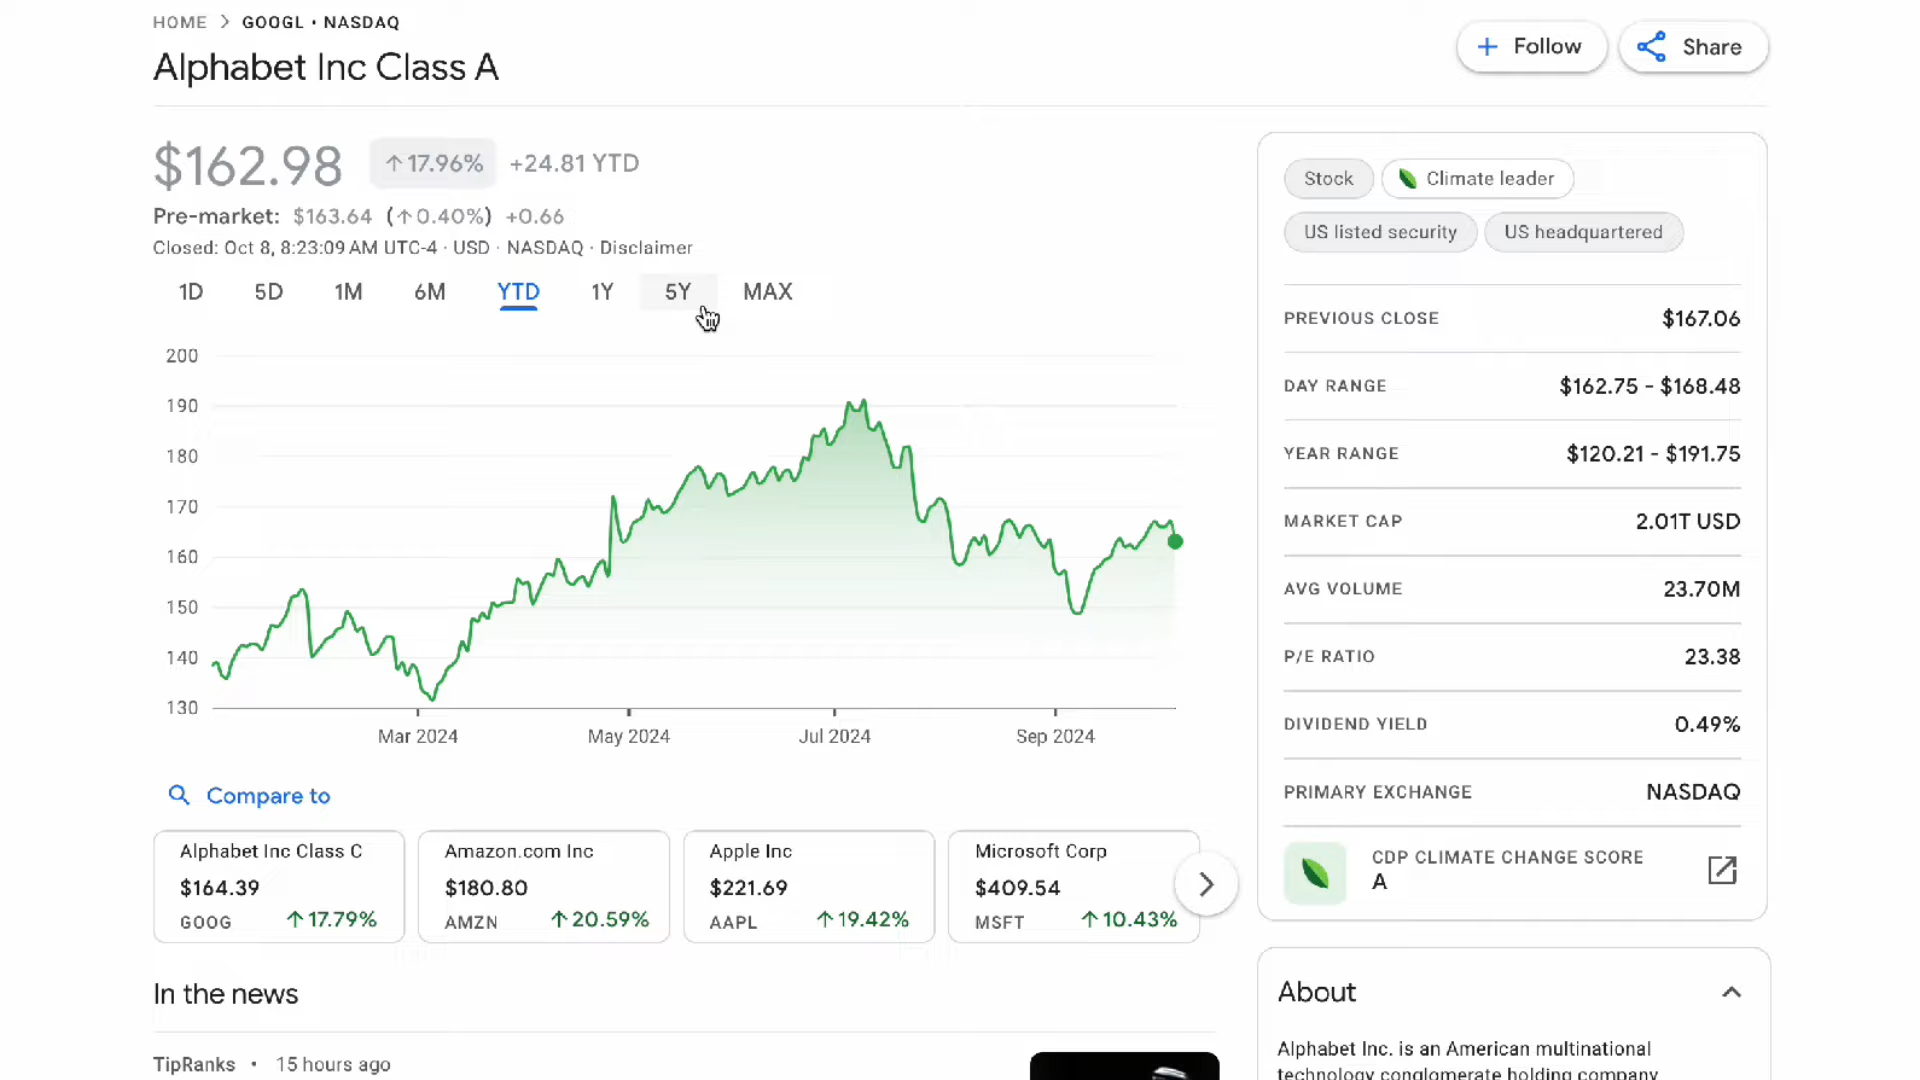 HOME > GOOGL • NASDAQ
Alphabet Inc Class A
+ Follow
Share
$162.98 ↑17.96% +24.81 YTD
Pre-market: $163.64 (↑0.40%) +0.66
Closed: Oct 8, 8:23:09 AM UTC-4 · USD · NASDAQ · Disclaimer
1D 5D 1M 6M YTD 1Y 5Y MAX
200
190
180
170
160
150
140
130
Mar 2024 May 2024 Jul 2024 Sep 2024
Compare to
Alphabet Inc Class C
$164.39
GOOG ↑17.79%
Amazon.com Inc
$180.80
AMZN ↑20.59%
Apple Inc
$221.69
AAPL ↑19.42%
Microsoft Corp
$409.54
MSFT ↑10.43%
In the news
TipRanks • 15 hours ago
Stock Climate leader
US listed security US headquartered
PREVIOUS CLOSE $167.06
DAY RANGE $162.75 - $168.48
YEAR RANGE $120.21 - $191.75
MARKET CAP 2.01T USD
AVG VOLUME 23.70M
P/E RATIO 23.38
DIVIDEND YIELD 0.49%
PRIMARY EXCHANGE NASDAQ
CDP CLIMATE CHANGE SCORE
A
About
Alphabet Inc. is an American multinational
technology conglomerate holding company